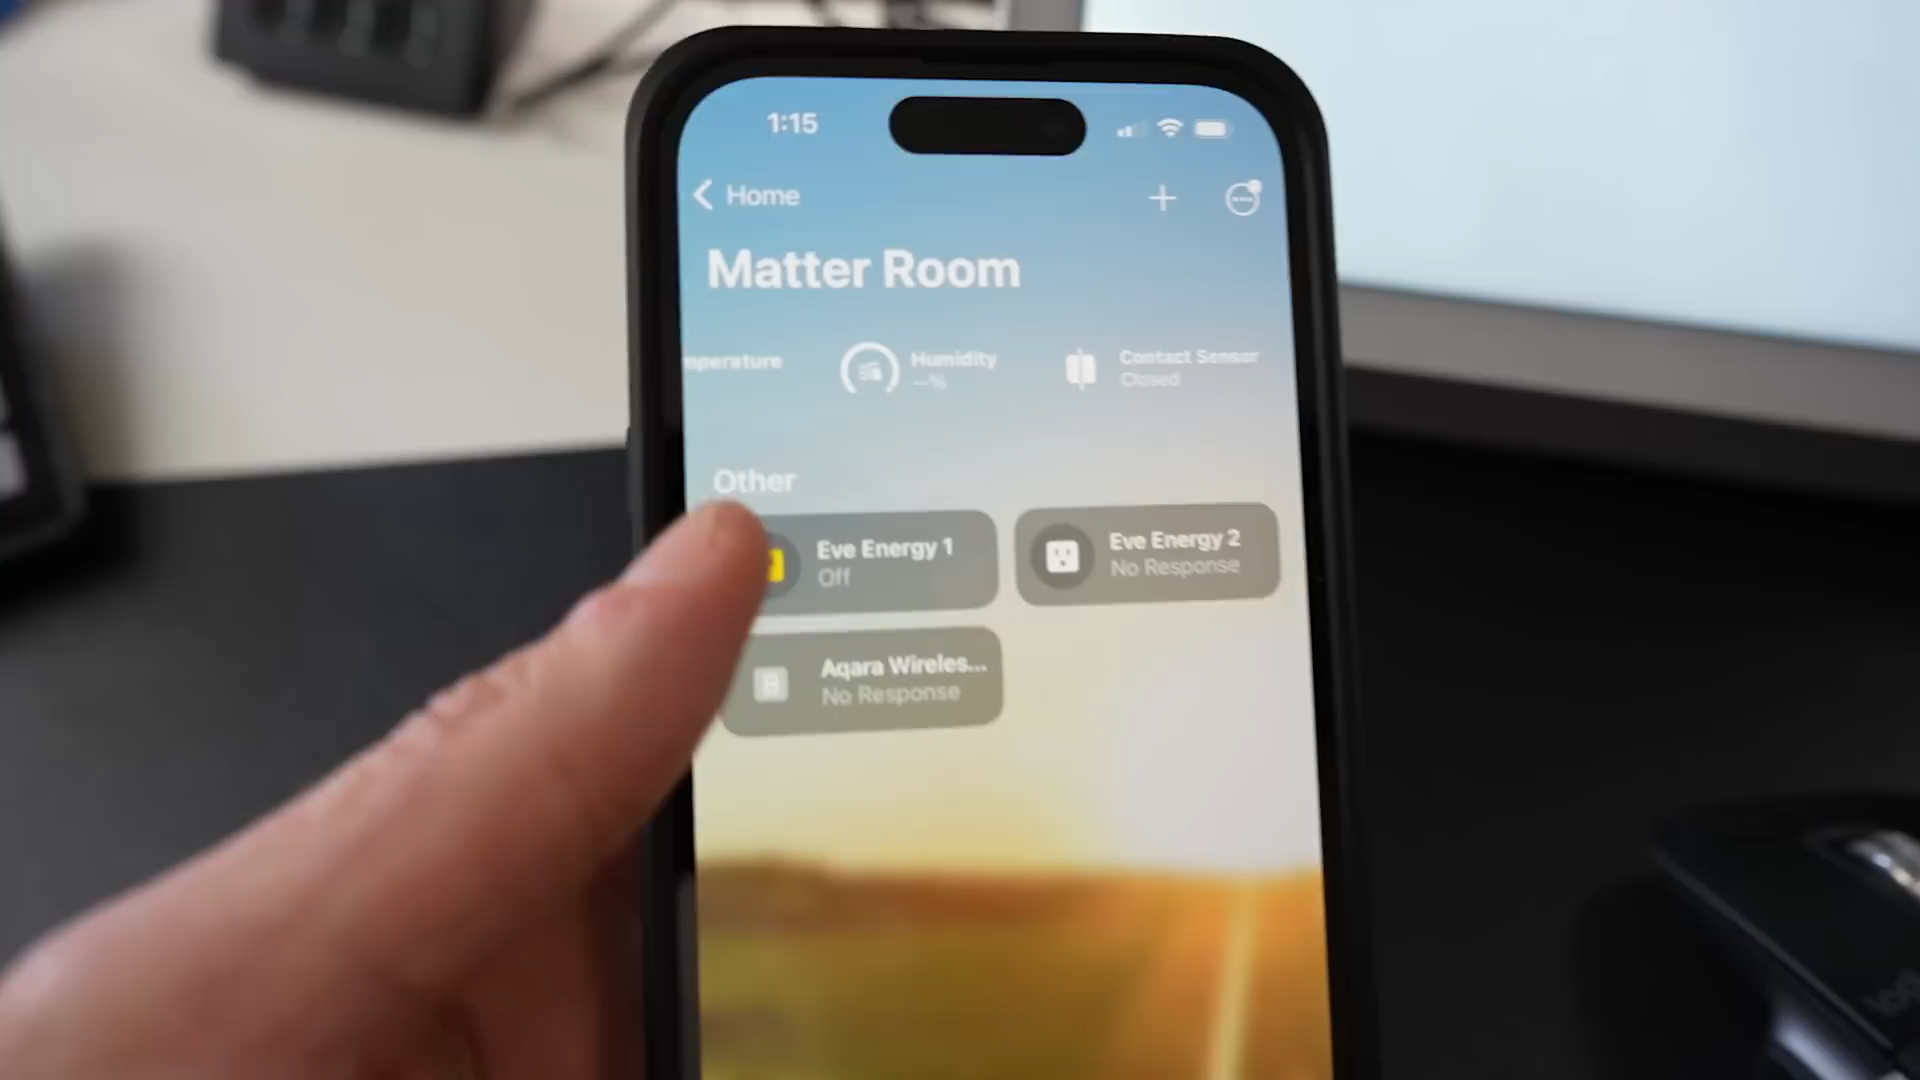 1:15
Home
Matter Room
mperature
Humidity
--%
Contact Sensor
Closed
Other
Eve Energy 1
Off
Eve Energy 2
No Response
Aqara Wireles...
No Response